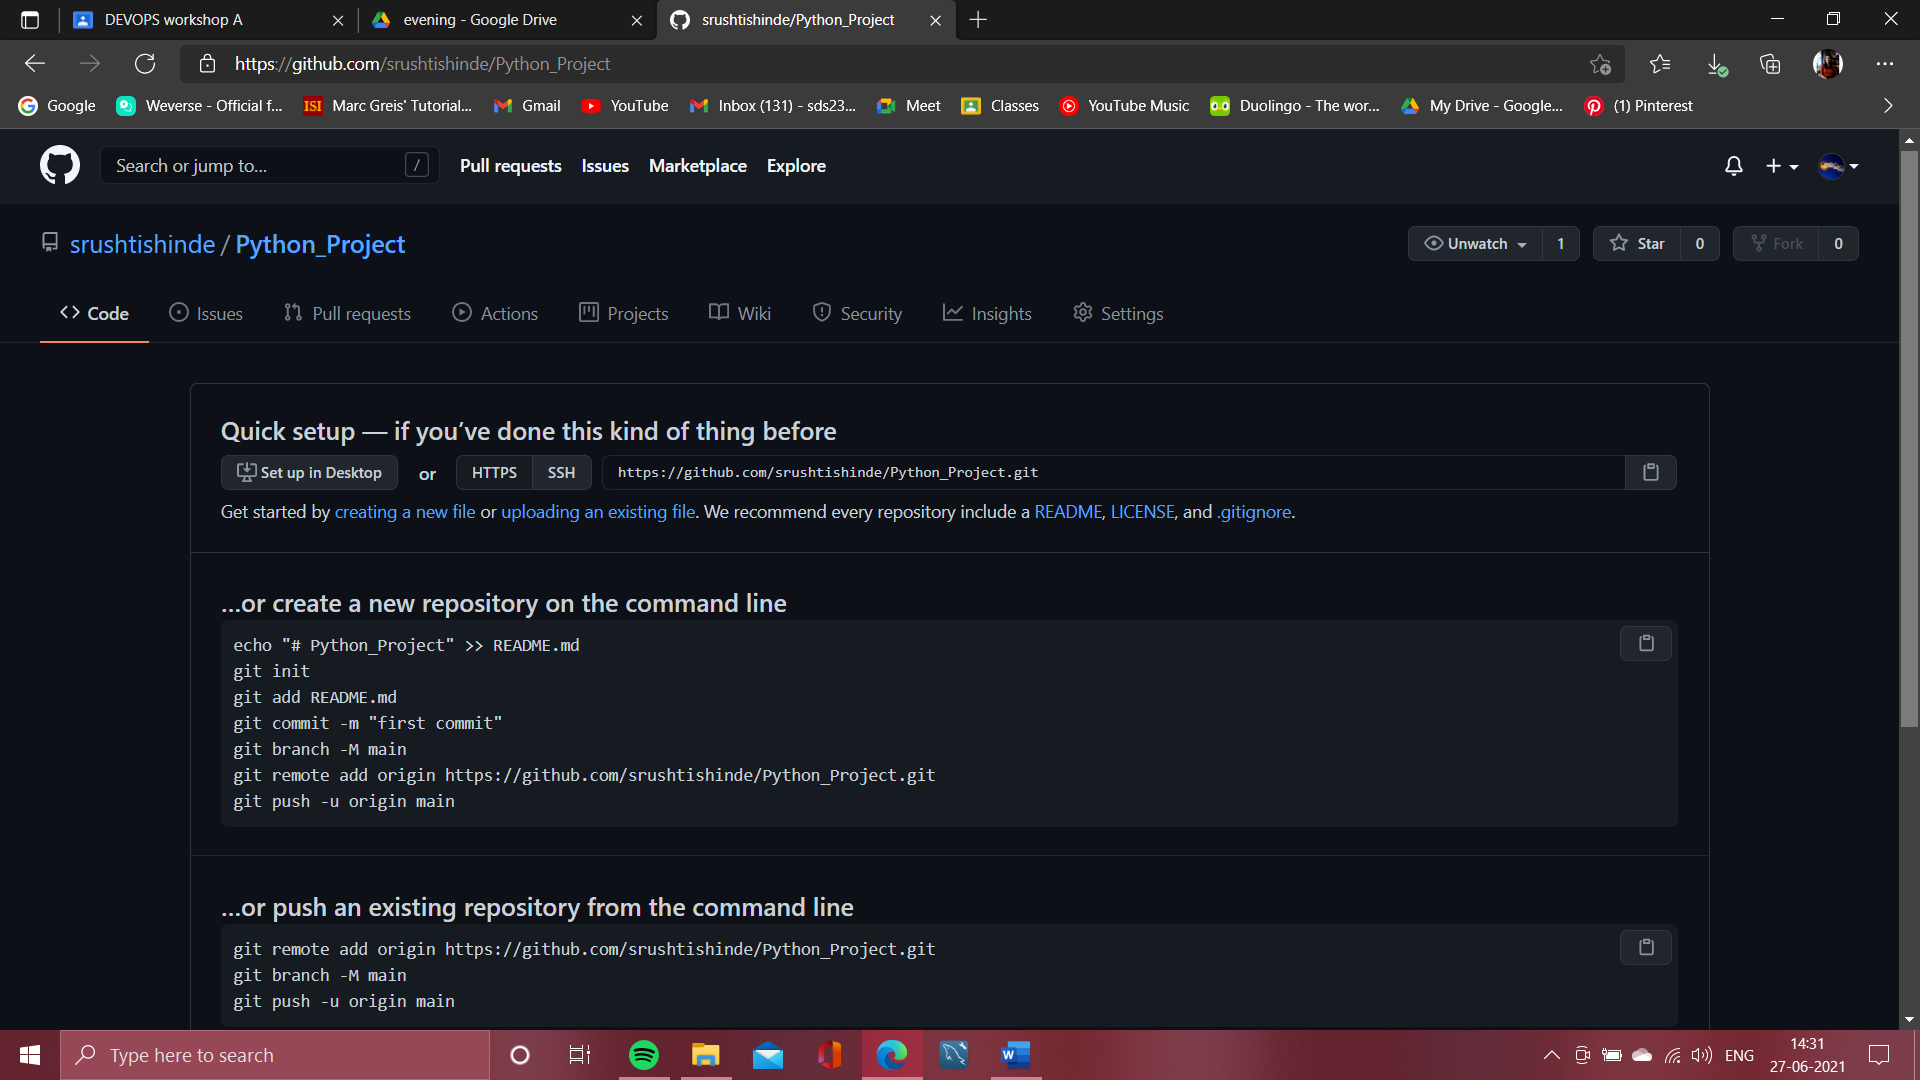 DEVOPS workshop A
evening - Google Drive
srushtishinde/Python_Project
https://github.com/srushtishinde/Python_Project
Google
Weverse - Official f...
ISI
Marc Greis' Tutorial...
Gmail
YouTube
Inbox (131) - sds23...
Meet
Classes
YouTube Music
Duolingo - The wor...
My Drive - Google...
(1) Pinterest
Search or jump to...
/
Pull requests
Issues
Marketplace
Explore
srushtishinde / Python_Project
Unwatch 1
Star 0
Fork 0
Code
Issues
Pull requests
Actions
Projects
Wiki
Security
Insights
Settings
Quick setup — if you’ve done this kind of thing before
Set up in Desktop or HTTPS SSH https://github.com/srushtishinde/Python_Project.git
Get started by creating a new file or uploading an existing file. We recommend every repository include a README, LICENSE, and .gitignore.
…or create a new repository on the command line
echo "# Python_Project" >> README.md
git init
git add README.md
git commit -m "first commit"
git branch -M main
git remote add origin https://github.com/srushtishinde/Python_Project.git
git push -u origin main
…or push an existing repository from the command line
git remote add origin https://github.com/srushtishinde/Python_Project.git
git branch -M main
git push -u origin main
Type here to search
W
ENG
14:31
27-06-2021